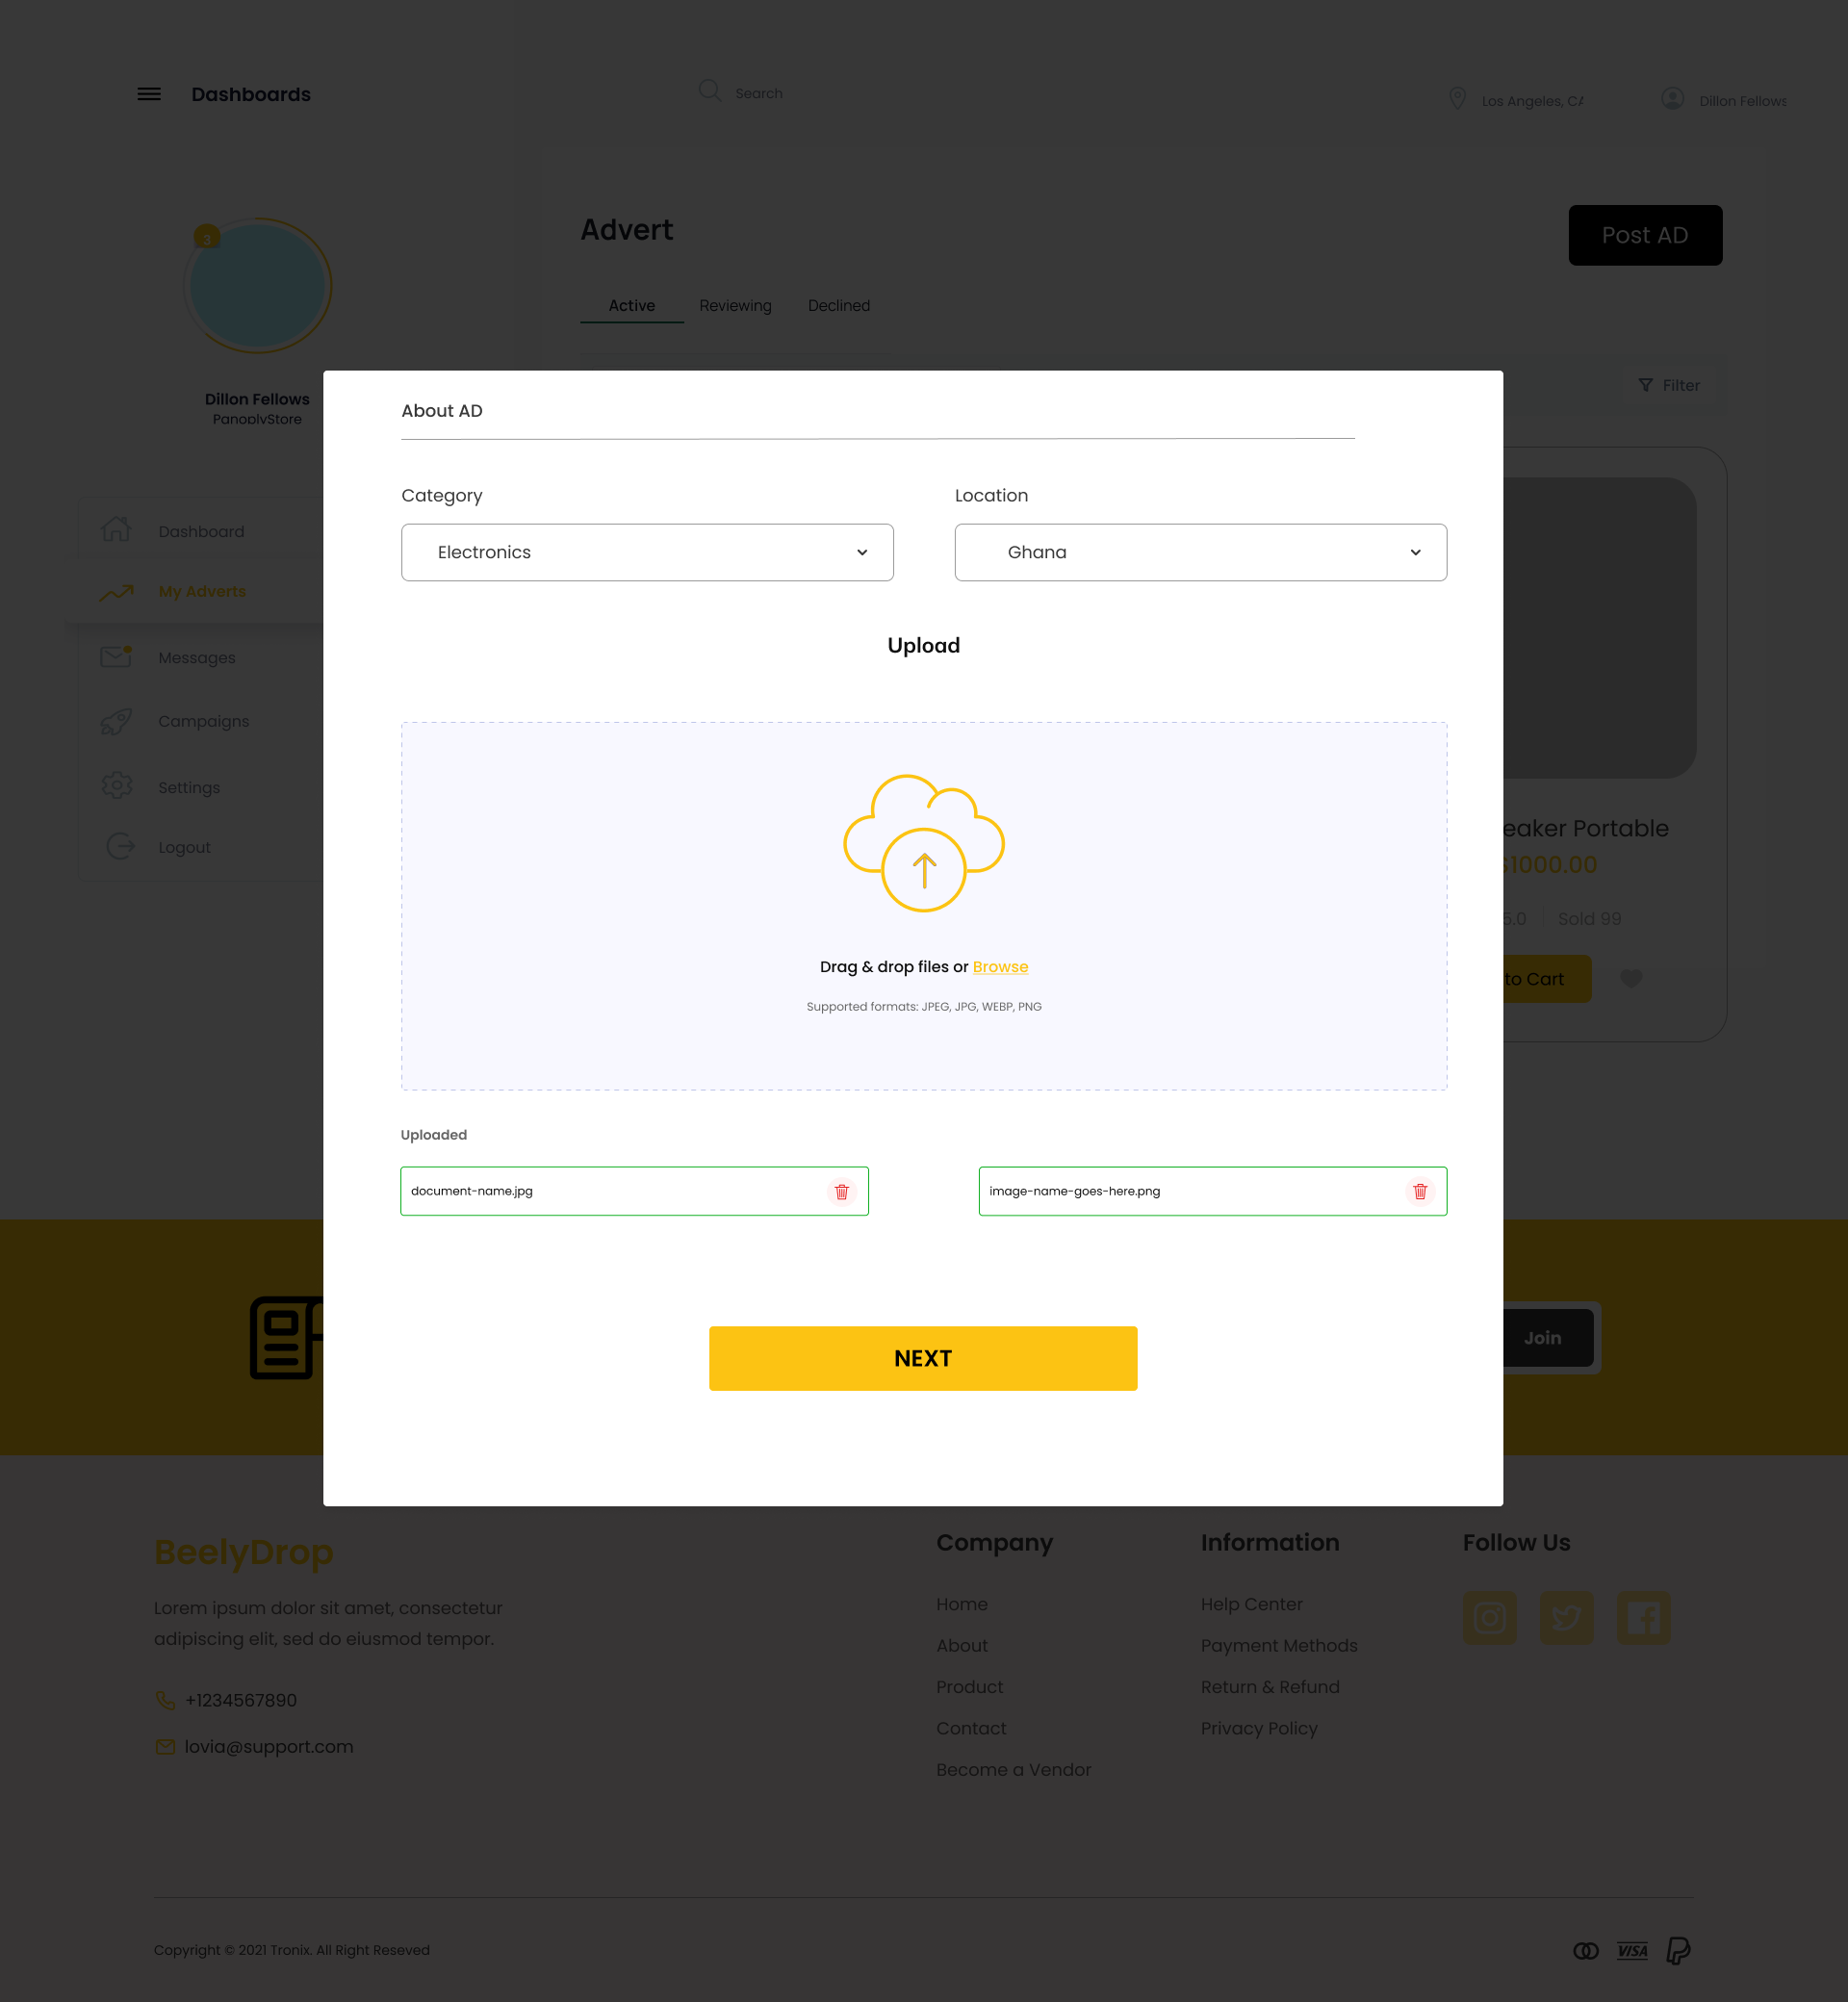 Dashboards
Search
Los Angeles, CA
Dillon Fellows
3
Dillon Fellows
PanoplyStore
Dashboard
My Adverts
Messages
Campaigns
Settings
Logout
Advert
Post AD
Active
Reviewing
Declined
Filter
About AD
Category
Location
Electronics
Ghana
Upload
Drag & drop files or Browse
Supported formats: JPEG, JPG, WEBP, PNG
Uploaded
document-name.jpg
image-name-goes-here.png
NEXT
eaker Portable
$1000.00
5.0
Sold 99
to Cart
Join
BeelyDrop
Lorem ipsum dolor sit amet, consectetur
adipiscing elit, sed do eiusmod tempor.
+1234567890
lovia@support.com
Company
Home
About
Product
Contact
Become a Vendor
Information
Help Center
Payment Methods
Return & Refund
Privacy Policy
Follow Us
Copyright © 2021 Tronix. All Right Reseved
VISA